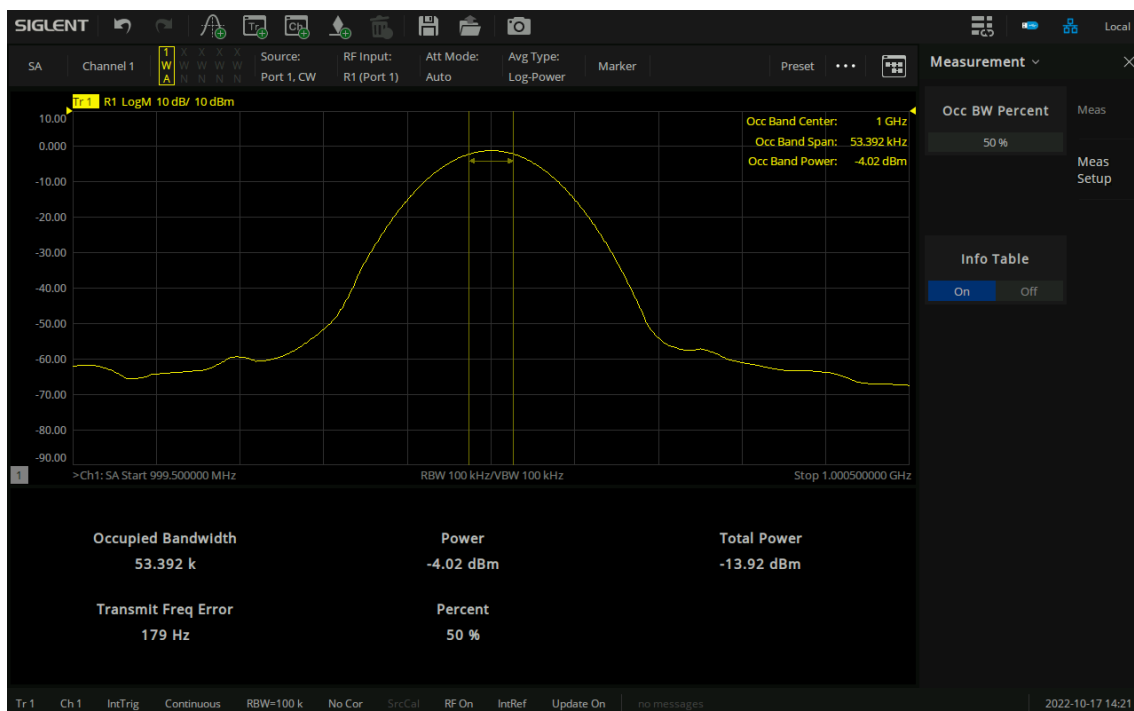 SIGLENT Tr Ch Local
SA Channel 1 1 W A X W N X W N X W N X W N Source: Port 1, CW RF Input: R1 (Port 1) Att Mode: Auto Avg Type: Log-Power Marker Preset ••• Measurement
Tr 1 R1 LogM 10 dB/ 10 dBm
Occ Band Center: 1 GHz
Occ Band Span: 53.392 kHz
Occ Band Power: -4.02 dBm
10.00
0.000
-10.00
-20.00
-30.00
-40.00
-50.00
-60.00
-70.00
-80.00
-90.00
1 >Ch1: SA Start 999.500000 MHz RBW 100 kHz/VBW 100 kHz Stop 1.000500000 GHz
Occ BW Percent
50 %
Meas
Meas
Setup
Info Table
On Off
Occupied Bandwidth Power Total Power
53.392 k -4.02 dBm -13.92 dBm
Transmit Freq Error Percent
179 Hz 50 %
Tr 1 Ch 1 IntTrig Continuous RBW=100 k No Cor SrcCal RF On IntRef Update On no messages 2022-10-17 14:21